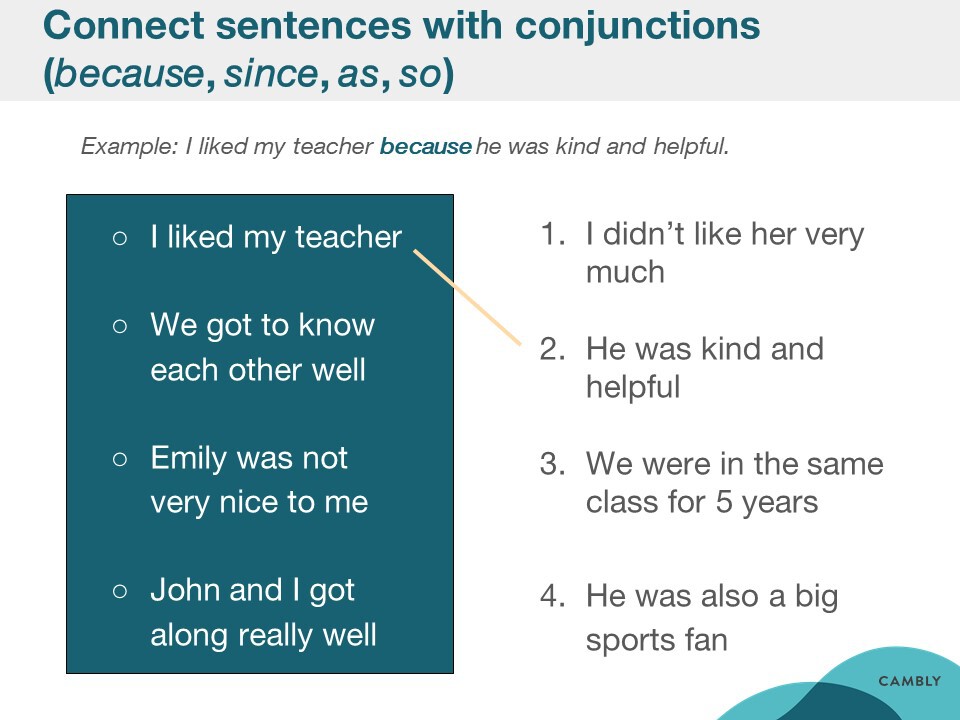 Connect sentences with conjunctions
(because, since, as, so)
Example: I liked my teacher because he was kind and helpful.
○ I liked my teacher
○ We got to know
each other well
○ Emily was not
very nice to me
○ John and I got
along really well
1. I didn’t like her very
much
2. He was kind and
helpful
3. We were in the same
class for 5 years
4. He was also a big
sports fan
CAMBLY